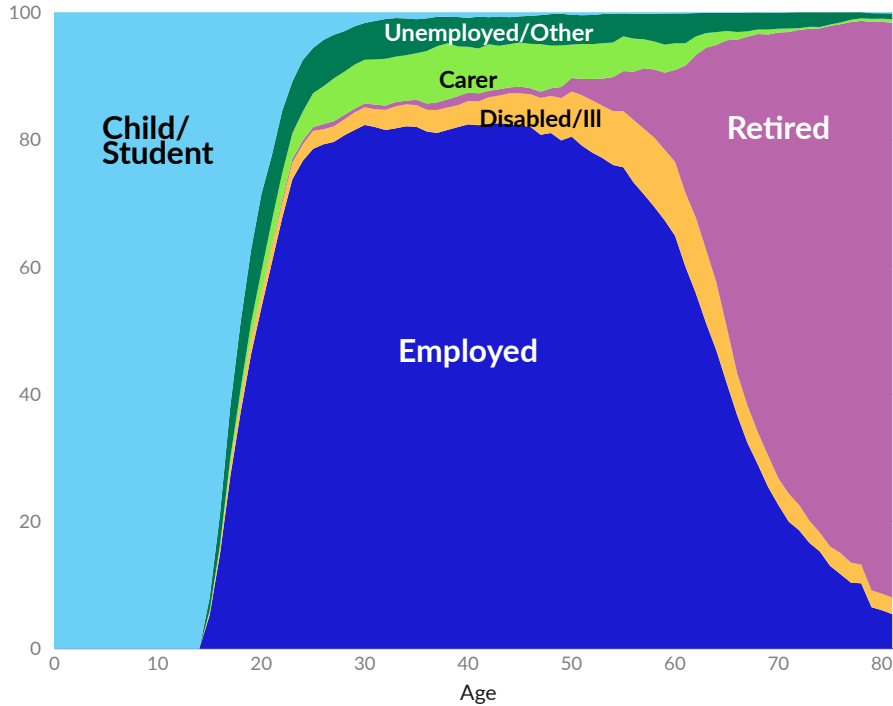 100
Unemployed/Other
Carer
Child/
Student
Disabled/Ill
Retired
80
60
Employed
40
20
0
0 10 20 30 40 50 60 70 80
Age